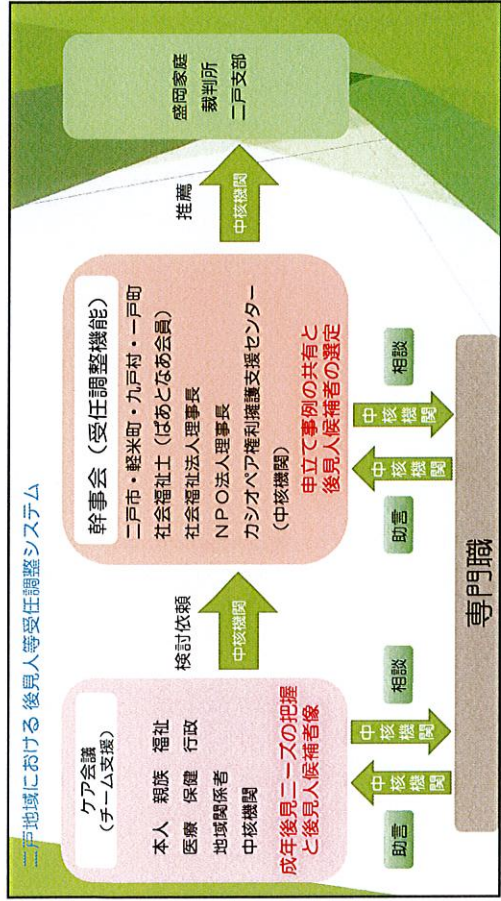 二戸地域における 後見人等受任調整システム
ケア会議
（チーム支援）
本人 親族 福祉
医療 保健 行政
地域関係者
中核機関
成年後見ニーズの把握
と後見人候補者像
検討依頼
中核機関
幹事会（受任調整機能）
二戸市・軽米町・九戸村・一戸町
社会福祉士（ぱあとなあ会員）
社会福祉法人理事長
ＮＰＯ法人理事長
カシオペア権利擁護支援センター
（中核機関）
申立て事例の共有と
後見人候補者の選定
推薦
中核機関
盛岡家庭
裁判所
二戸支部
助言
中核機関
中核機関
相談
助言
中核機関
中核機関
相談
専門職